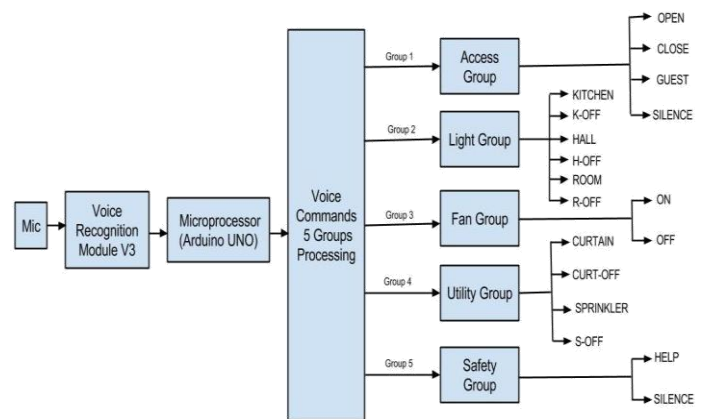 Mic
Voice
Recognition
Module V3
Microprocessor
(Arduino UNO)
Voice
Commands
5 Groups
Processing
Group 1
Access
Group
OPEN
CLOSE
GUEST
SILENCE
Group 2
Light Group
KITCHEN
K-OFF
HALL
H-OFF
ROOM
R-OFF
Group 3
Fan Group
ON
OFF
Group 4
Utility Group
CURTAIN
CURT-OFF
SPRINKLER
S-OFF
Group 5
Safety
Group
HELP
SILENCE